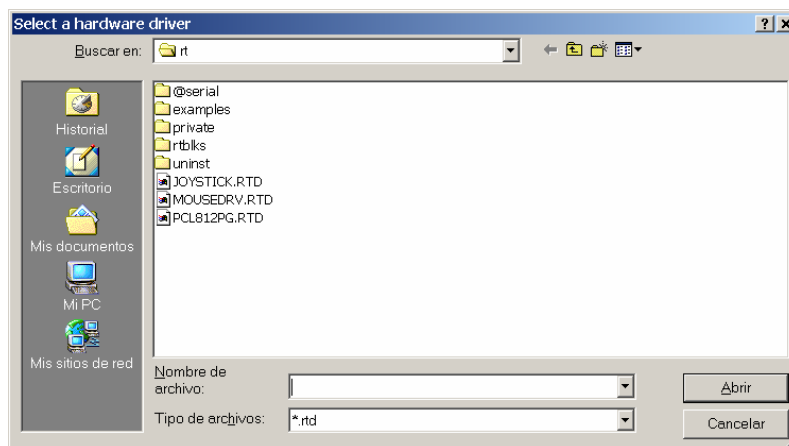 Select a hardware driver
Buscar en: rt
Historial
Escritorio
Mis documentos
Mi PC
Mis sitios de red
@serial
examples
private
rtblks
uninst
JOYSTICK.RTD
MOUSEDRV.RTD
PCL812PG.RTD
Nombre de
archivo:
Abrir
Tipo de archivos: *.rtd
Cancelar